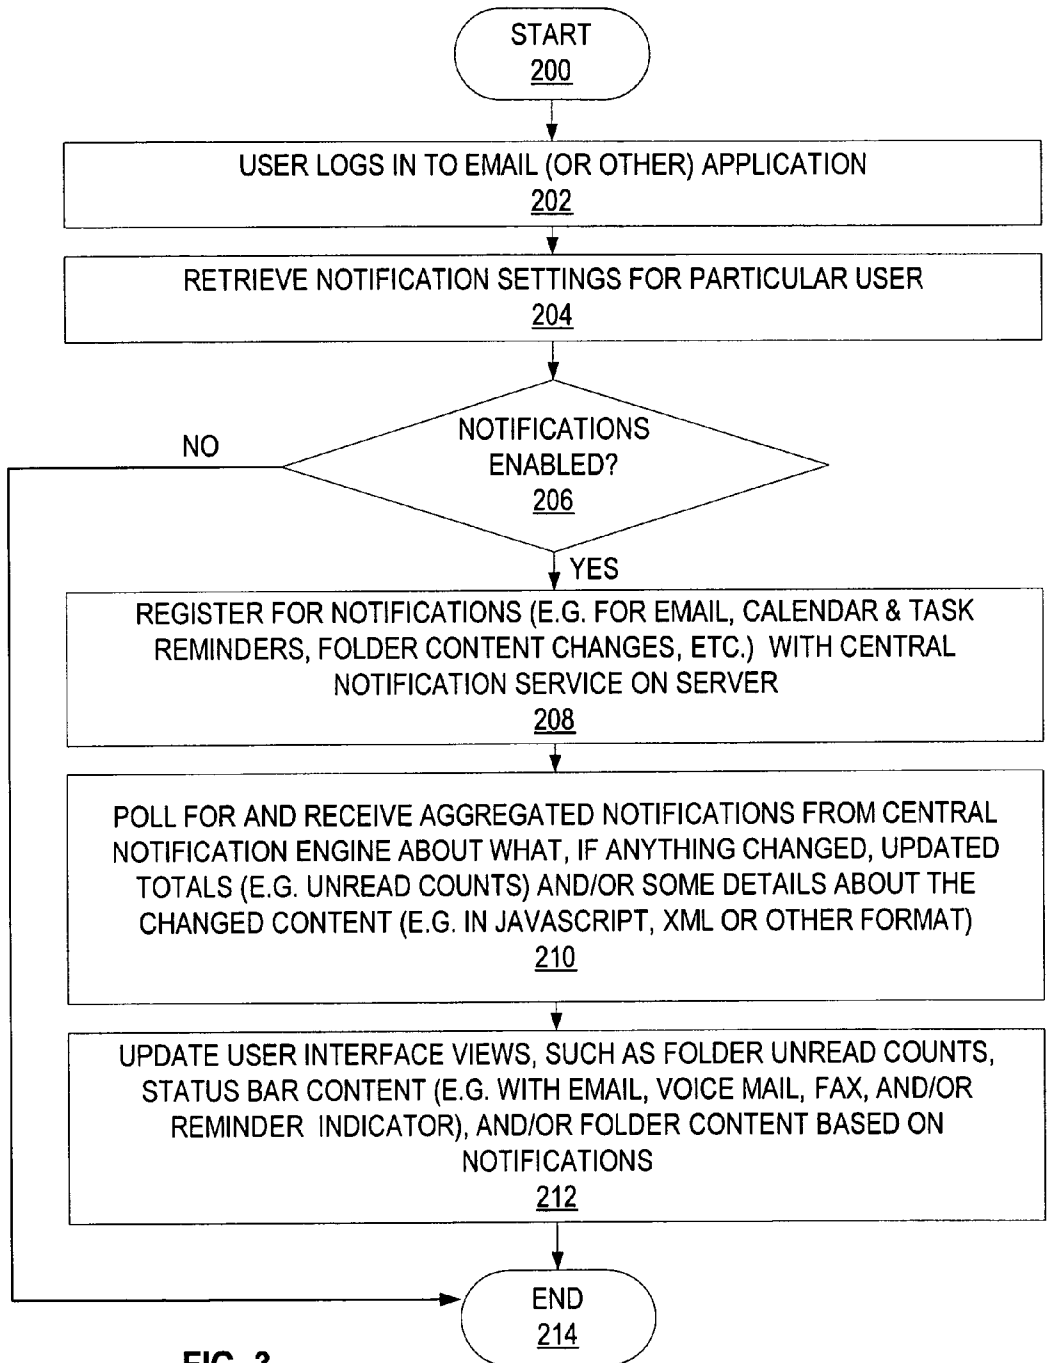 START
200
USER LOGS IN TO EMAIL (OR OTHER) APPLICATION
202
RETRIEVE NOTIFICATION SETTINGS FOR PARTICULAR USER
204
NO
NOTIFICATIONS
ENABLED?
206
YES
REGISTER FOR NOTIFICATIONS (E.G. FOR EMAIL, CALENDAR & TASK
REMINDERS, FOLDER CONTENT CHANGES, ETC.) WITH CENTRAL
NOTIFICATION SERVICE ON SERVER
208
POLL FOR AND RECEIVE AGGREGATED NOTIFICATIONS FROM CENTRAL
NOTIFICATION ENGINE ABOUT WHAT, IF ANYTHING CHANGED, UPDATED
TOTALS (E.G. UNREAD COUNTS) AND/OR SOME DETAILS ABOUT THE
CHANGED CONTENT (E.G. IN JAVASCRIPT, XML OR OTHER FORMAT)
210
UPDATE USER INTERFACE VIEWS, SUCH AS FOLDER UNREAD COUNTS,
STATUS BAR CONTENT (E.G. WITH EMAIL, VOICE MAIL, FAX, AND/OR
REMINDER INDICATOR), AND/OR FOLDER CONTENT BASED ON
NOTIFICATIONS
212
END
214
FIG.